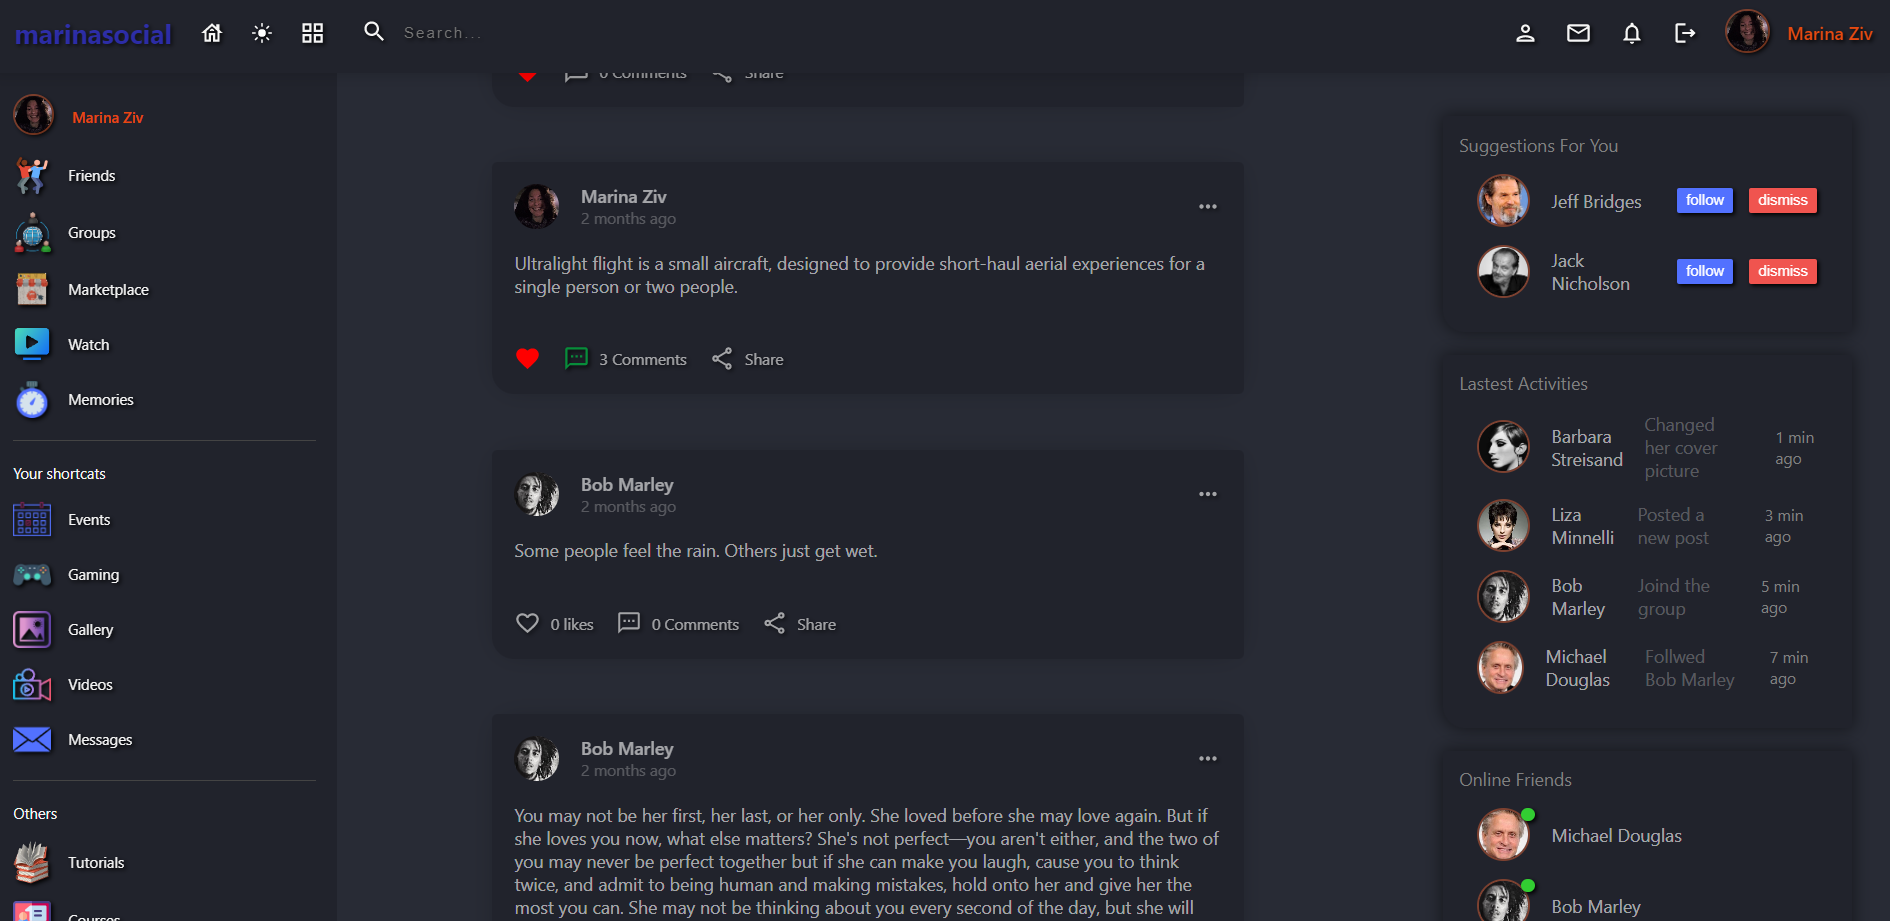 marinasocial
Search...
Marina Ziv
Marina Ziv
Friends
Groups
Marketplace
Watch
Memories
Your shortcats
Events
Gaming
Gallery
Videos
Messages
Others
Tutorials
Courses
0 Comments
Share
Marina Ziv
2 months ago
Ultralight flight is a small aircraft, designed to provide short-haul aerial experiences for a
single person or two people.
3 Comments
Share
Bob Marley
2 months ago
Some people feel the rain. Others just get wet.
0 likes
0 Comments
Share
Bob Marley
2 months ago
You may not be her first, her last, or her only. She loved before she may love again. But if
she loves you now, what else matters? She's not perfect—you aren't either, and the two of
you may never be perfect together but if she can make you laugh, cause you to think
twice, and admit to being human and making mistakes, hold onto her and give her the
most you can. She may not be thinking about you every second of the day, but she will
Suggestions For You
Jeff Bridges
follow
dismiss
Jack
Nicholson
follow
dismiss
Lastest Activities
Barbara
Streisand
Changed
her cover
picture
1 min
ago
Liza
Minnelli
Posted a
new post
3 min
ago
Bob
Marley
Joind the
group
5 min
ago
Michael
Douglas
Follwed
Bob Marley
7 min
ago
Online Friends
Michael Douglas
Bob Marley